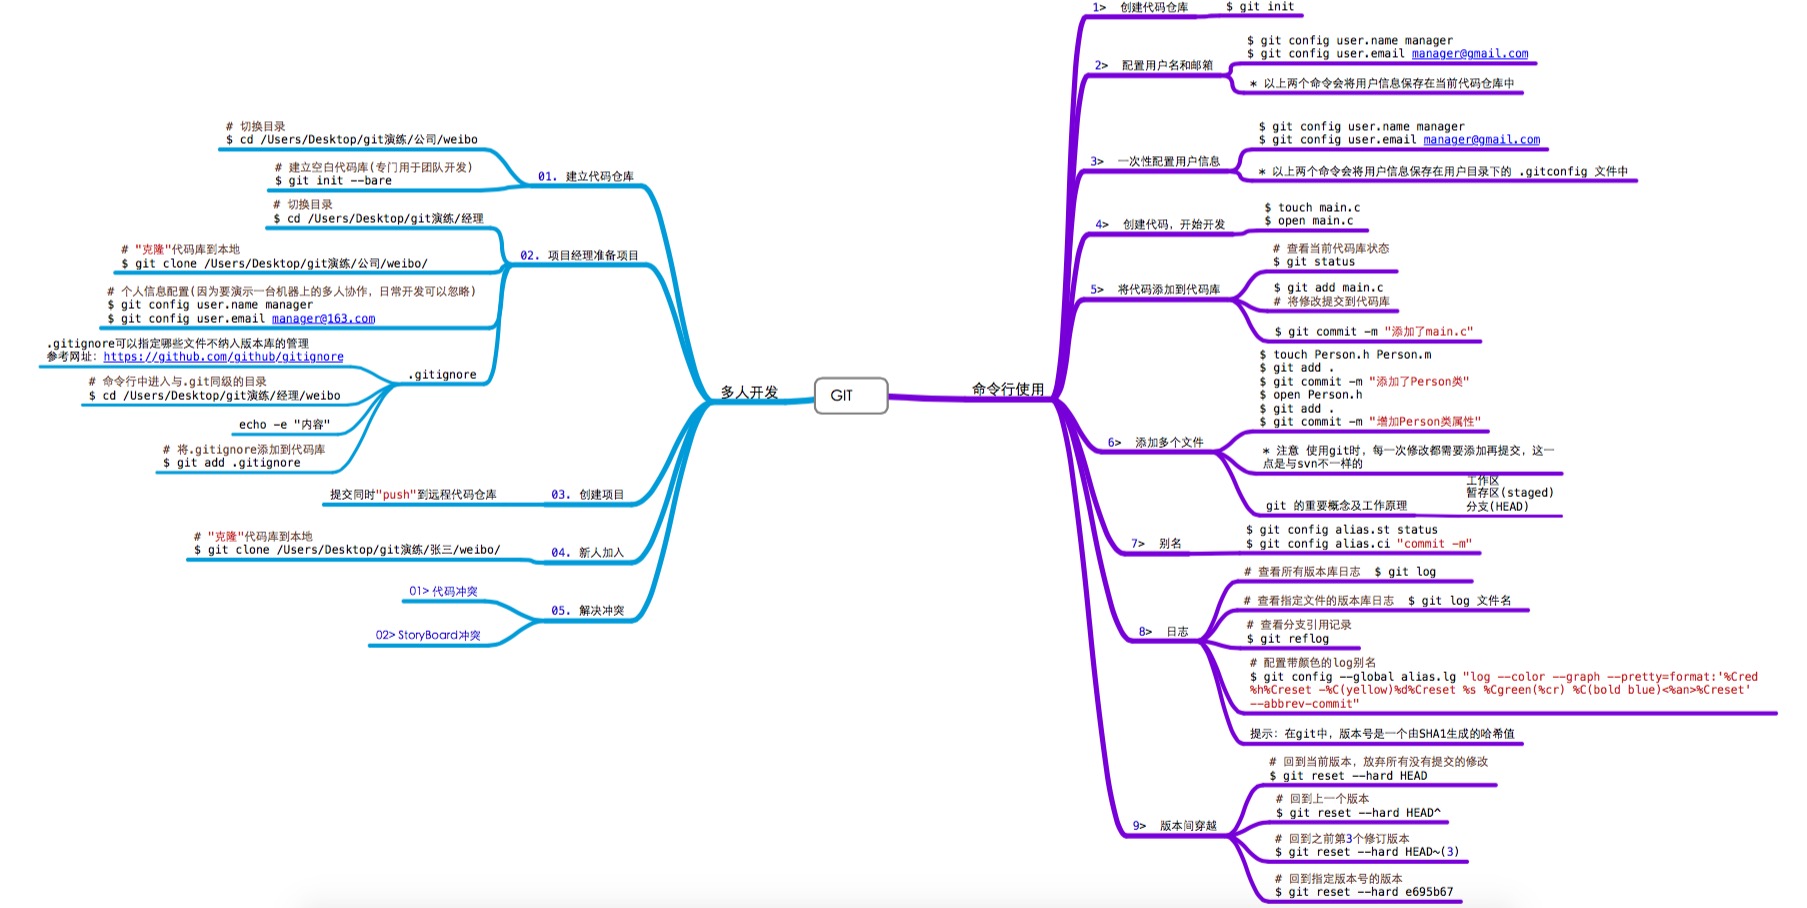 GIT
命令行使用
1> 创建代码仓库
$ git init
2> 配置用户名和邮箱
$ git config user.name manager
$ git config user.email manager@gmail.com
* 以上两个命令会将用户信息保存在当前代码仓库中
3> 一次性配置用户信息
$ git config user.name manager
$ git config user.email manager@gmail.com
* 以上两个命令会将用户信息保存在用户目录下的 .gitconfig 文件中
4> 创建代码，开始开发
$ touch main.c
$ open main.c
5> 将代码添加到代码库
# 查看当前代码库状态
$ git status
$ git add main.c
# 将修改提交到代码库
$ git commit -m "添加了main.c"
6> 添加多个文件
$ touch Person.h Person.m
$ git add .
$ git commit -m "添加了Person类"
$ open Person.h
$ git add .
$ git commit -m "增加Person类属性"
* 注意 使用git时，每一次修改都需要添加再提交，这一
点是与svn不一样的
git 的重要概念及工作原理
工作区
暂存区(staged)
分支(HEAD)
7> 别名
$ git config alias.st status
$ git config alias.ci "commit -m"
8> 日志
# 查看所有版本库日志 $ git log
# 查看指定文件的版本库日志 $ git log 文件名
# 查看分支引用记录
$ git reflog
# 配置带颜色的log别名
$ git config --global alias.lg "log --color --graph --pretty=format:'%Cred
%h%Creset -%C(yellow)%d%Creset %s %Cgreen(%cr) %C(bold blue)<%an>%Creset'
--abbrev-commit"
提示：在git中，版本号是一个由SHA1生成的哈希值
9> 版本间穿越
# 回到当前版本，放弃所有没有提交的修改
$ git reset --hard HEAD
# 回到上一个版本
$ git reset --hard HEAD^
# 回到之前第3个修订版本
$ git reset --hard HEAD~(3)
# 回到指定版本号的版本
$ git reset --hard e695b67
多人开发
01. 建立代码仓库
# 切换目录
$ cd /Users/Desktop/git演练/公司/weibo
# 建立空白代码库(专门用于团队开发)
$ git init --bare
02. 项目经理准备项目
# 切换目录
$ cd /Users/Desktop/git演练/经理
# "克隆"代码库到本地
$ git clone /Users/Desktop/git演练/公司/weibo/
# 个人信息配置(因为要演示一台机器上的多人协作，日常开发可以忽略)
$ git config user.name manager
$ git config user.email manager@163.com
.gitignore
.gitignore可以指定哪些文件不纳入版本库的管理
参考网址：https://github.com/github/gitignore
# 命令行中进入与.git同级的目录
$ cd /Users/Desktop/git演练/经理/weibo
echo -e "内容"
# 将.gitignore添加到代码库
$ git add .gitignore
03. 创建项目
提交同时"push"到远程代码仓库
04. 新人加入
# "克隆"代码库到本地
$ git clone /Users/Desktop/git演练/张三/weibo/
05. 解决冲突
01> 代码冲突
02> StoryBoard冲突